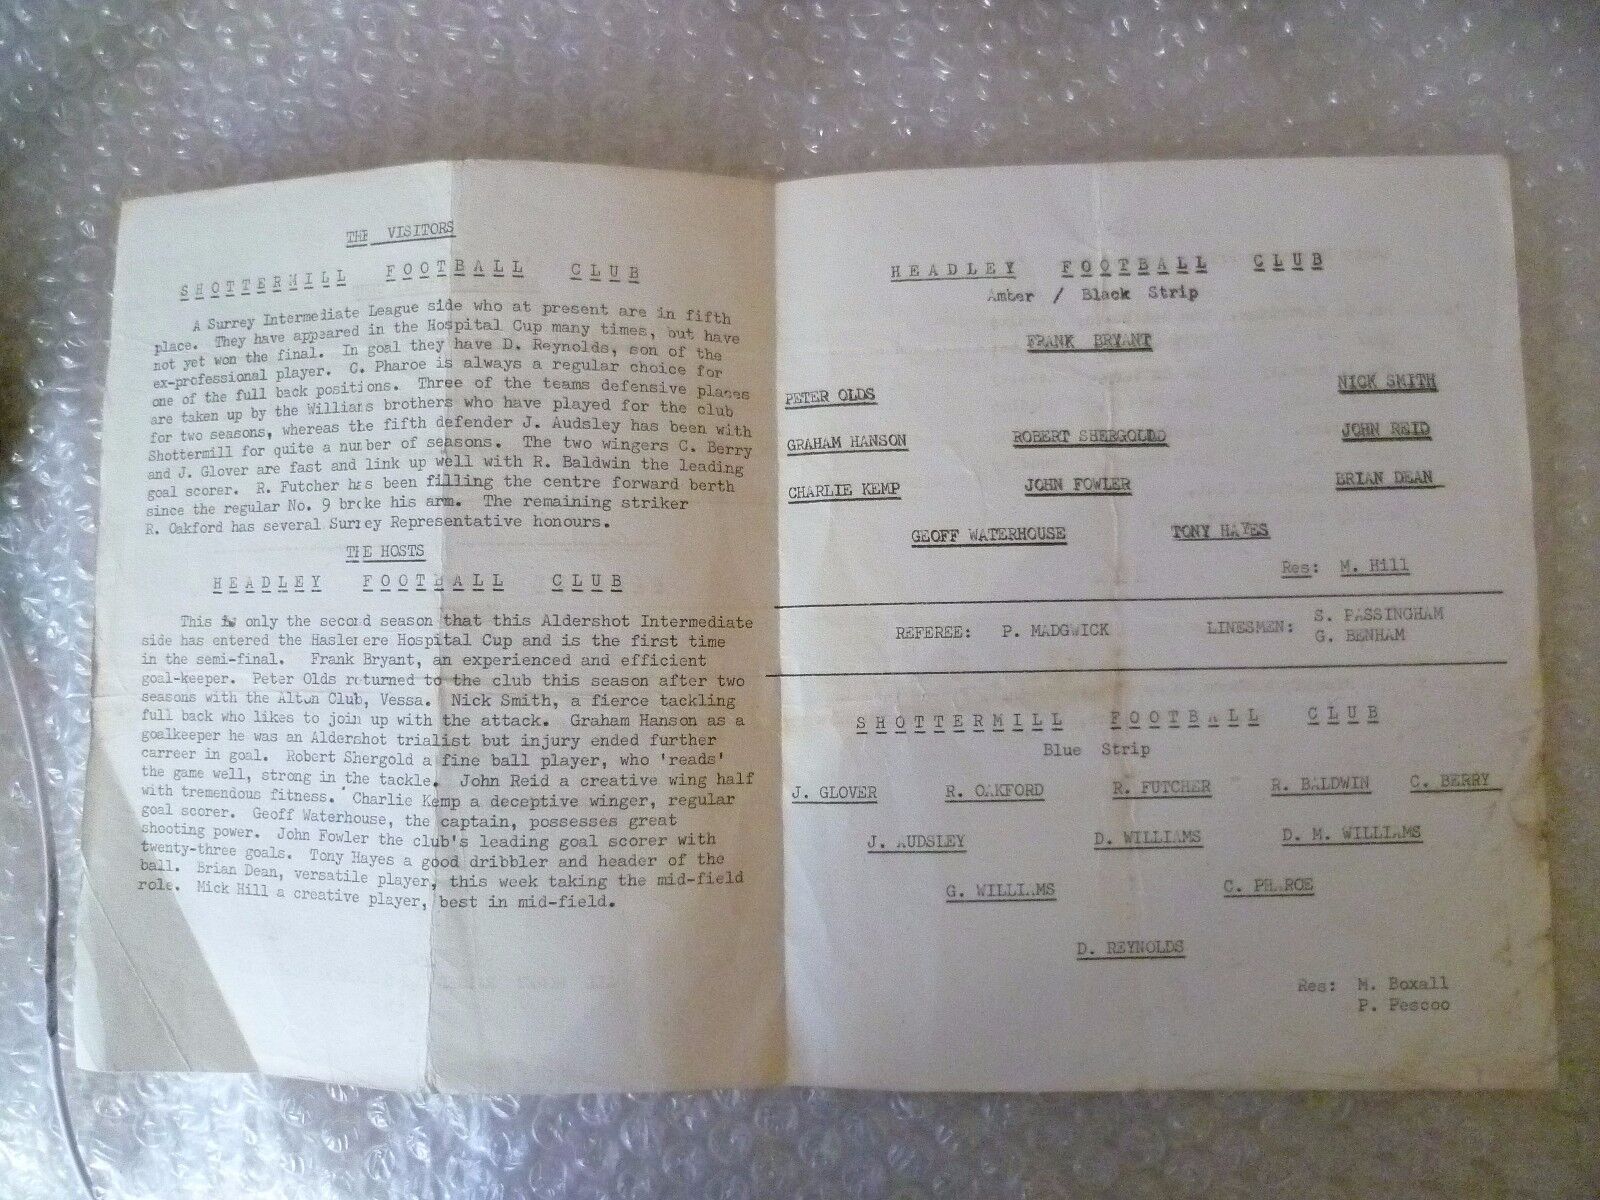 THE VISITORS
SHOTTERMILL FOOTBALL CLUB
A Surrey Intermediate League side who at present are in fifth
place. They have appeared in the Hospital Cup many times, but have
not yet won the final. In goal they have D. Reynolds, son of the
ex-professional player. C. Pharoe is always a regular choice for
one of the full back positions. Three of the teams defensive places
are taken up by the Williams brothers who have played for the club
for two seasons, whereas the fifth defender J. Audsley has been with
Shottermill for quite a number of seasons. The two wingers C. Berry
and J. Glover are fast and link up well with R. Baldwin the leading
goal scorer. R. Futcher has been filling the centre forward berth
since the regular No. 9 broke his arm. The remaining striker
R. Oakford has several Surrey Representative honours.
THE HOSTS
HEADLEY FOOTBALL CLUB
This is only the second season that this Aldershot Intermediate
side has entered the Haslemere Hospital Cup and is the first time
in the semi-final. Frank Bryant, an experienced and efficient
goal-keeper. Peter Olds returned to the club this season after two
seasons with the Alton Club, Vessa. Nick Smith, a fierce tackling
full back who likes to join up with the attack. Graham Hanson as a
goalkeeper he was an Aldershot trialist but injury ended further
carreer in goal. Robert Shergold a fine ball player, who 'reads'
the game well, strong in the tackle. John Reid a creative wing half
with tremendous fitness. Charlie Kemp a deceptive winger, regular
goal scorer. Geoff Waterhouse, the captain, possesses great
shooting power. John Fowler the club's leading goal scorer with
twenty-three goals. Tony Hayes a good dribbler and header of the
ball. Brian Dean, versatile player, this week taking the mid-field
role. Mick Hill a creative player, best in mid-field.
HEADLEY FOOTBALL CLUB
Amber / Black Strip
FRANK BRYANT
PETER OLDS NICK SMITH
GRAHAM HANSON ROBERT SHERGOLDD JOHN REID
CHARLIE KEMP JOHN FOWLER BRIAN DEAN
GEOFF WATERHOUSE TONY HAYES
Res: M. Hill
REFEREE: P. MADGWICK LINESMEN: S. PASSINGHAM
G. BENHAM
SHOTTERMILL FOOTBALL CLUB
Blue Strip
J. GLOVER R. OAKFORD R. FUTCHER R. BALDWIN C. BERRY
J. AUDSLEY D. WILLIAMS D. M. WILLIAMS
G. WILLIAMS C. PHAROE
D. REYNOLDS
Res: M. Boxall
P. Pescoo